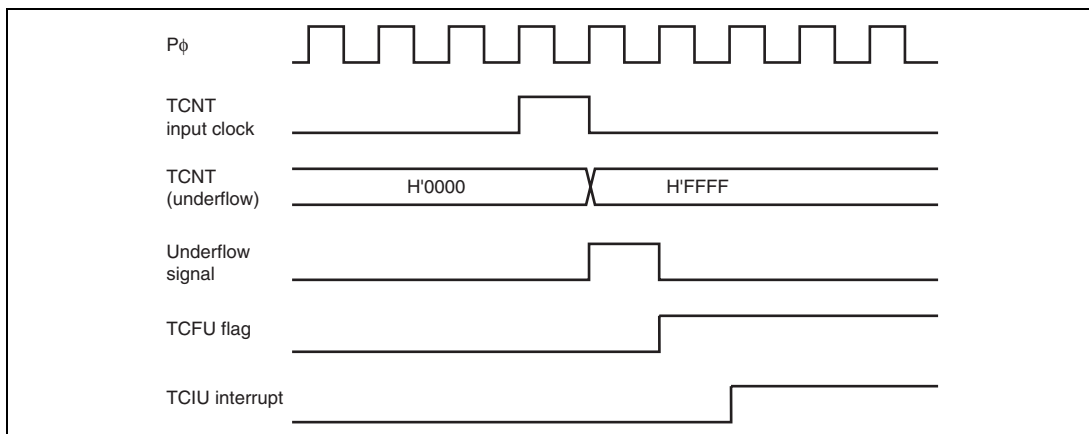 Pφ
TCNT
input clock
TCNT
(underflow)
H'0000
H'FFFF
Underflow
signal
TCFU flag
TCIU interrupt